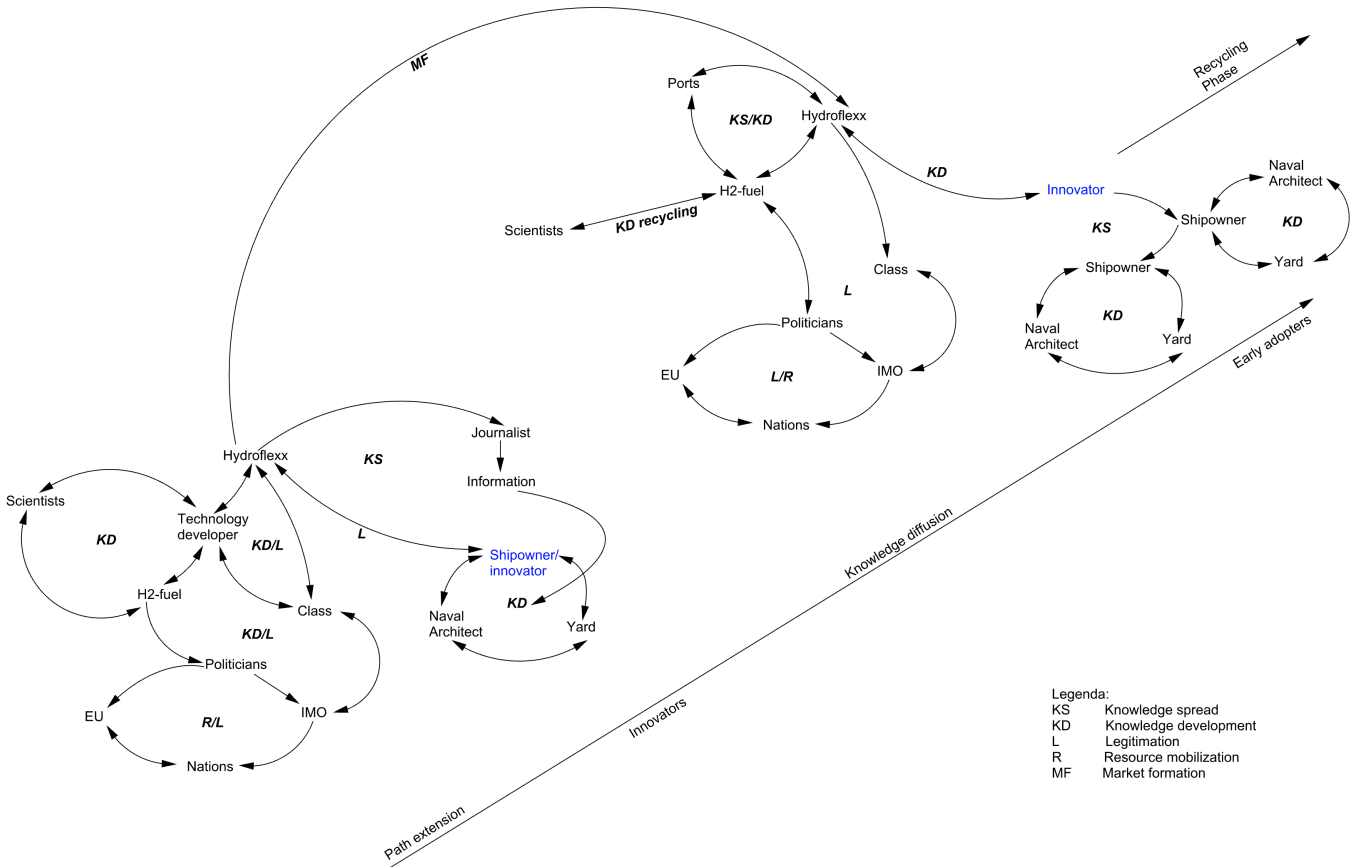 MF
Recycling
Phase
Ports
Hydroflexx
KS/KD
KD
H2-fuel
Scientists
KD recycling
Innovator
KS
Naval
Architect
Shipowner
KD
Yard
Shipowner
KD
Naval
Architect
Yard
Class
L
Politicians
EU
L/R
IMO
Nations
Early adopters
Hydroflexx
Journalist
KS
Information
Scientists
Technology
developer
KD
KD/L
L
Shipowner/
innovator
KD
H2-fuel
Class
Naval
Architect
Yard
KD/L
Politicians
EU
R/L
IMO
Nations
Knowledge diffusion
Innovators
Path extension
Legenda:
KS Knowledge spread
KD Knowledge development
L Legitimation
R Resource mobilization
MF Market formation